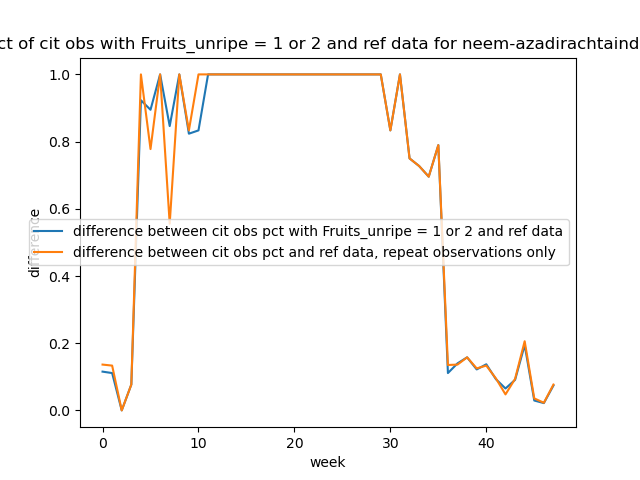 ct of cit obs with Fruits_unripe = 1 or 2 and ref data for neem-azadirachtaind
1.0
0.8
0.6
0.4
0.2
0.0
difference
difference between cit obs pct with Fruits_unripe = 1 or 2 and ref data
difference between cit obs pct and ref data, repeat observations only
0 10 20 30 40
week